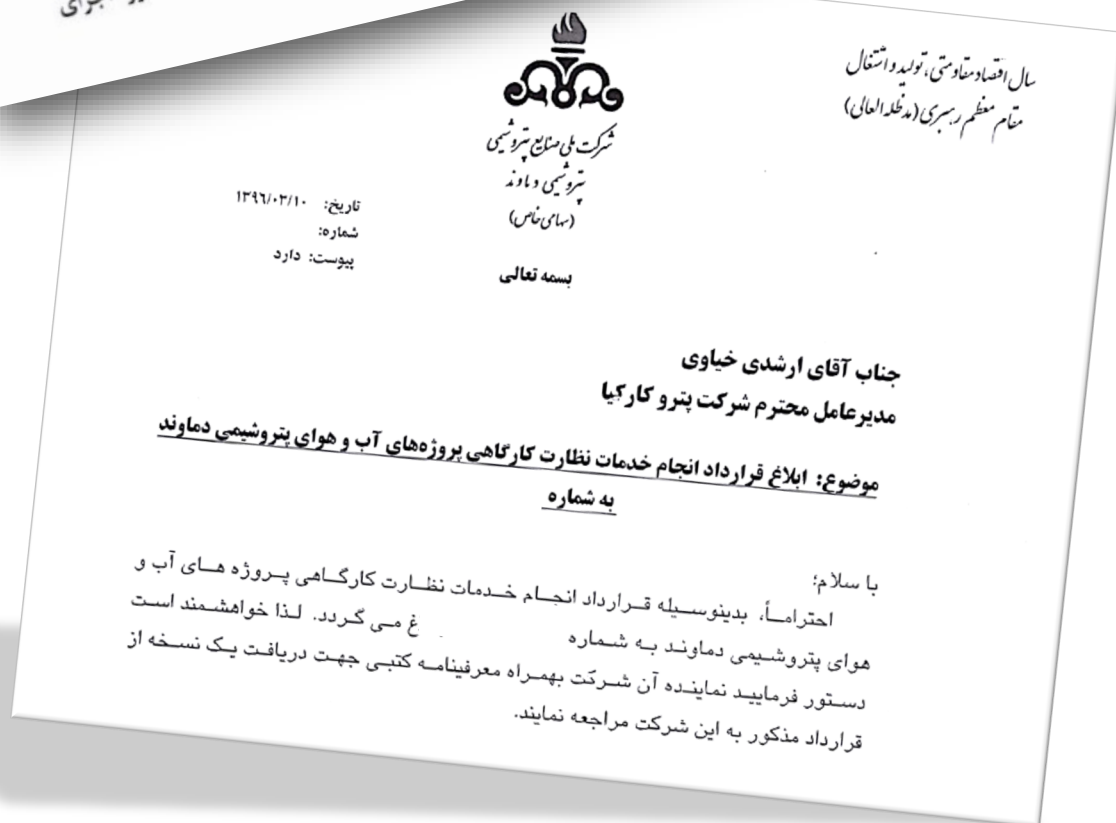 جرای
سال اقتصاد مقاومتی، تولید و اشتغال
مقام معظم رهبری (مدظله العالی)
شرکت ملی صنایع پتروشیمی
پتروشیمی دماوند
(سهامی خاص)
تاریخ: ۱۳۹۶/۰۳/۱۰
شماره:
پیوست: دارد
بسمه تعالی
جناب آقای ارشدی خیاوی
مدیرعامل محترم شرکت پترو کارکیا
موضوع: ابلاغ قرارداد انجام خدمات نظارت کارگاهی پروژه‌های آب و هوای پتروشیمی دماوند
به شماره
با سلام؛
احتراماً، بدینوسیله قرارداد انجام خدمات نظارت کارگاهی پروژه های آب و
هوای پتروشیمی دماوند به شماره غ می گردد. لذا خواهشمند است
دستور فرمایید نماینده آن شرکت بهمراه معرفینامه کتبی جهت دریافت یک نسخه از
قرارداد مذکور به این شرکت مراجعه نمایند.